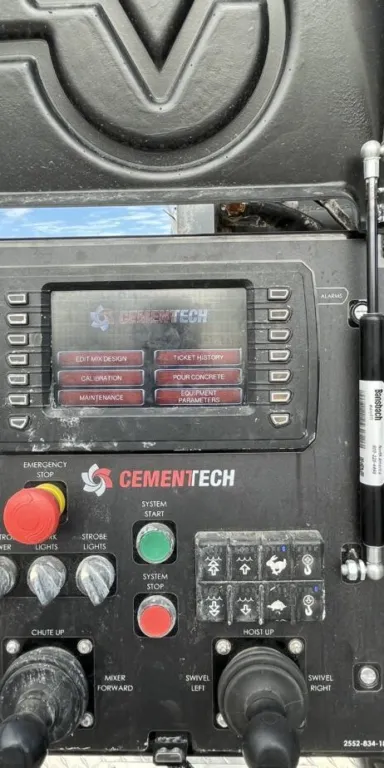 CEMENTECH
ALARMS
EDIT MIX DESIGN
TICKET HISTORY
CALIBRATION
POUR CONCRETE
MAINTENANCE
EQUIPMENT
PARAMETERS
EMERGENCY
STOP
CEMENTECH
SYSTEM
START
LIGHTS
STROBE
LIGHTS
SYSTEM
STOP
CHUTE UP
HOIST UP
MIXER
FORWARD
SWIVEL
LEFT
SWIVEL
RIGHT